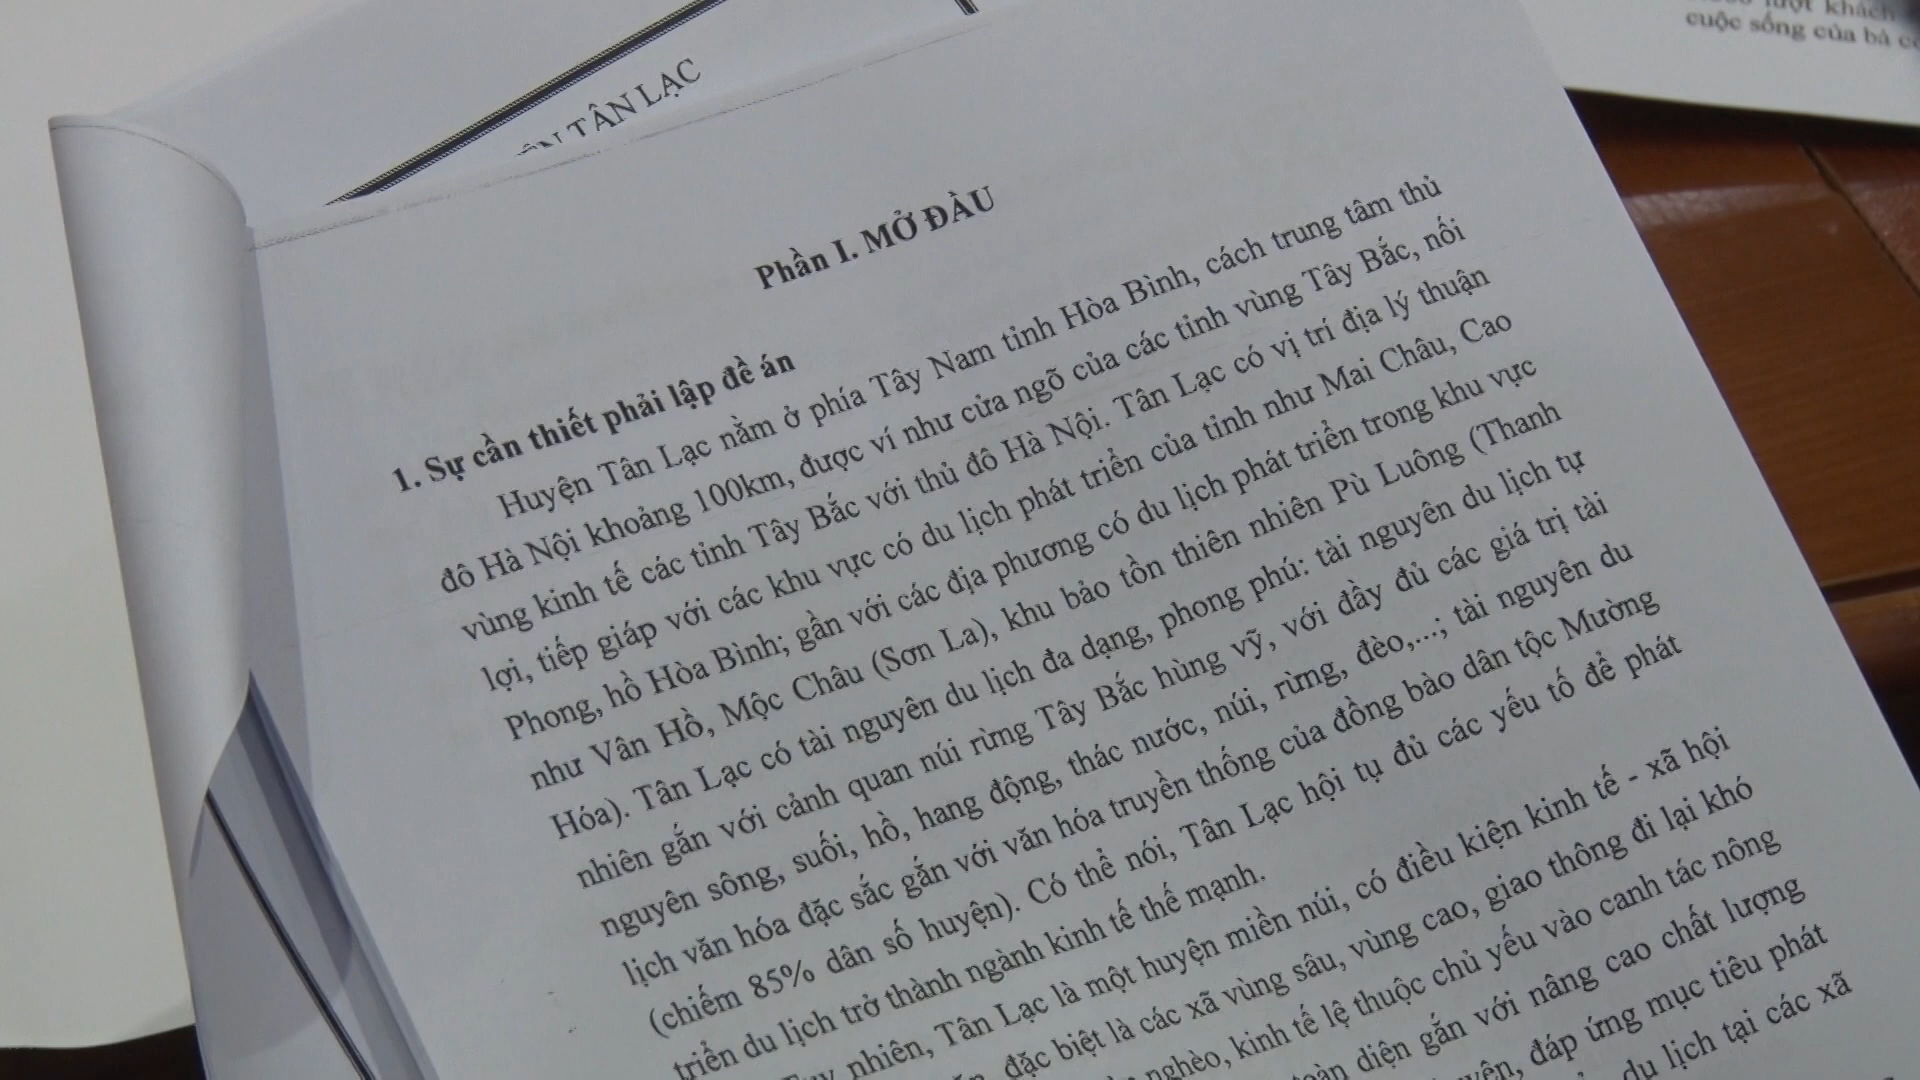 lượt khách
cuộc sống của bà
TÂN LẠC
Phần I. MỞ ĐẦU
1. Sự cần thiết phải lập đề án
Huyện Tân Lạc nằm ở phía Tây Nam tỉnh Hòa Bình, cách trung tâm thủ
đô Hà Nội khoảng 100km, được ví như cửa ngõ của các tỉnh vùng Tây Bắc, nối
vùng kinh tế các tỉnh Tây Bắc với thủ đô Hà Nội. Tân Lạc có vị trí địa lý thuận
lợi, tiếp giáp với các khu vực có du lịch phát triển của tỉnh như Mai Châu, Cao
Phong, hồ Hòa Bình; gần với các địa phương có du lịch phát triển trong khu vực
như Vân Hồ, Mộc Châu (Sơn La), khu bảo tồn thiên nhiên Pù Luông (Thanh
Hóa). Tân Lạc có tài nguyên du lịch đa dạng, phong phú: tài nguyên du lịch tự
nhiên gắn với cảnh quan núi rừng Tây Bắc hùng vỹ, với đầy đủ các giá trị tài
nguyên sông, suối, hồ, hang động, thác nước, núi, rừng, đèo,...; tài nguyên du
lịch văn hóa đặc sắc gắn với văn hóa truyền thống của đồng bào dân tộc Mường
(chiếm 85% dân số huyện). Có thể nói, Tân Lạc hội tụ đủ các yếu tố để phát
triển du lịch trở thành ngành kinh tế thế mạnh.
nhiên, Tân Lạc là một huyện miền núi, có điều kiện kinh tế - xã hội
đặc biệt là các xã vùng sâu, vùng cao, giao thông đi lại khó
nghèo, kinh tế lệ thuộc chủ yếu vào canh tác nông
diện gắn với nâng cao chất lượng
đáp ứng mục tiêu phát
du lịch tại các xã